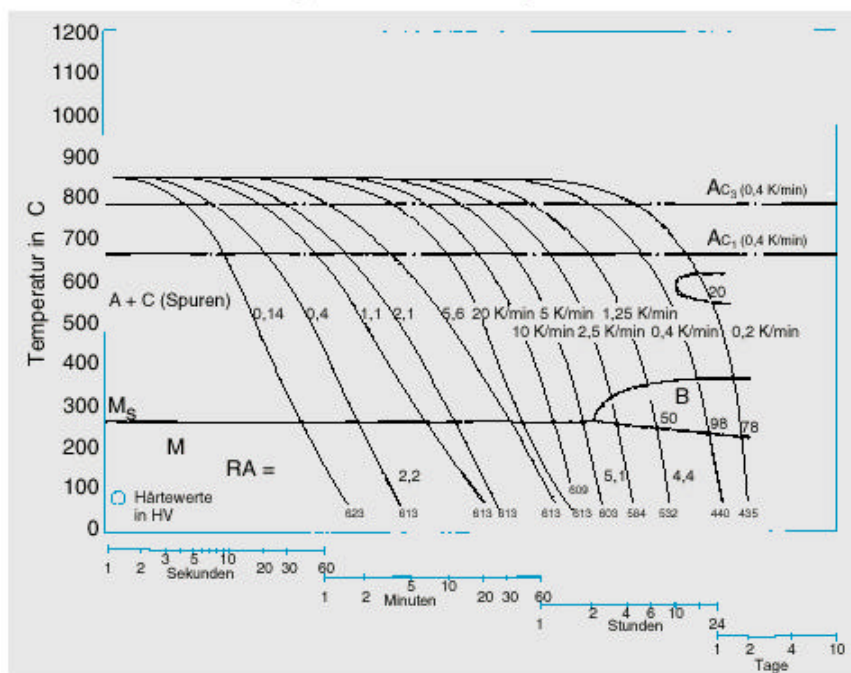 1200
1100
1000
900
800
700
600
500
400
300
200
100
0
Temperatur in C
AC3 (0,4 K/min)
AC1 (0,4 K/min)
20
A + C (Spuren)
0,14
0,4
1,1
2,1
5,6
20 K/min
5 K/min
1,25 K/min
10 K/min
2,5 K/min
0,4 K/min
0,2 K/min
Ms
B
50
98
78
M
RA =
2,2
5,1
4,4
Härtewerte
in HV
623
613
613
613
613
613
609
603
584
532
440
435
1 2 3 5 10 20 30 60
Sekunden
1 2 5 10 20 30 60
Minuten
1 2 4 6 10 24
Stunden
1 2 4 10
Tage